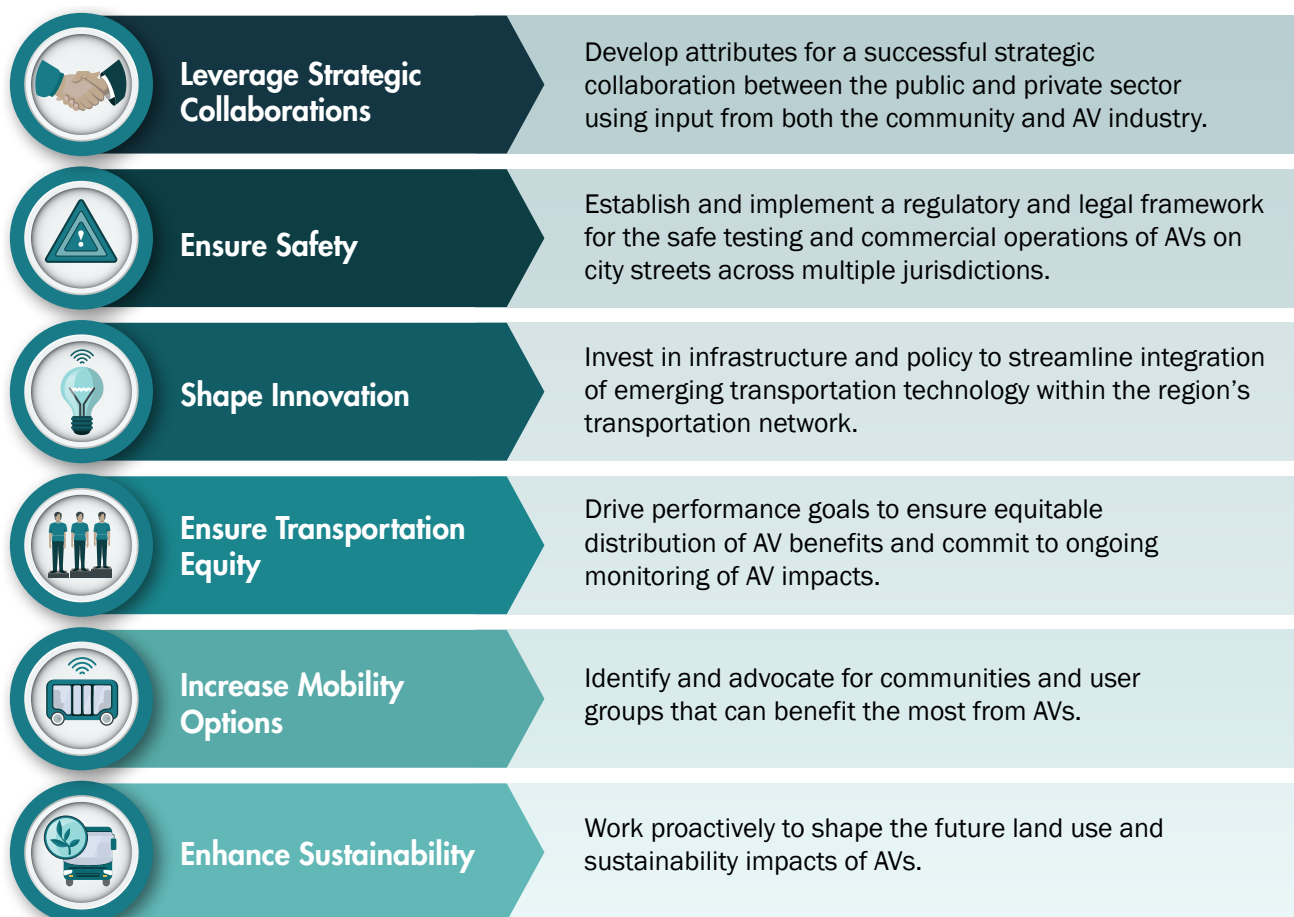 Leverage Strategic
Collaborations
Develop attributes for a successful strategic
collaboration between the public and private sector
using input from both the community and AV industry.
Ensure Safety
Establish and implement a regulatory and legal framework
for the safe testing and commercial operations of AVs on
city streets across multiple jurisdictions.
Shape Innovation
Invest in infrastructure and policy to streamline integration
of emerging transportation technology within the region’s
transportation network.
Ensure Transportation
Equity
Drive performance goals to ensure equitable
distribution of AV benefits and commit to ongoing
monitoring of AV impacts.
Increase Mobility
Options
Identify and advocate for communities and user
groups that can benefit the most from AVs.
Enhance Sustainability
Work proactively to shape the future land use and
sustainability impacts of AVs.